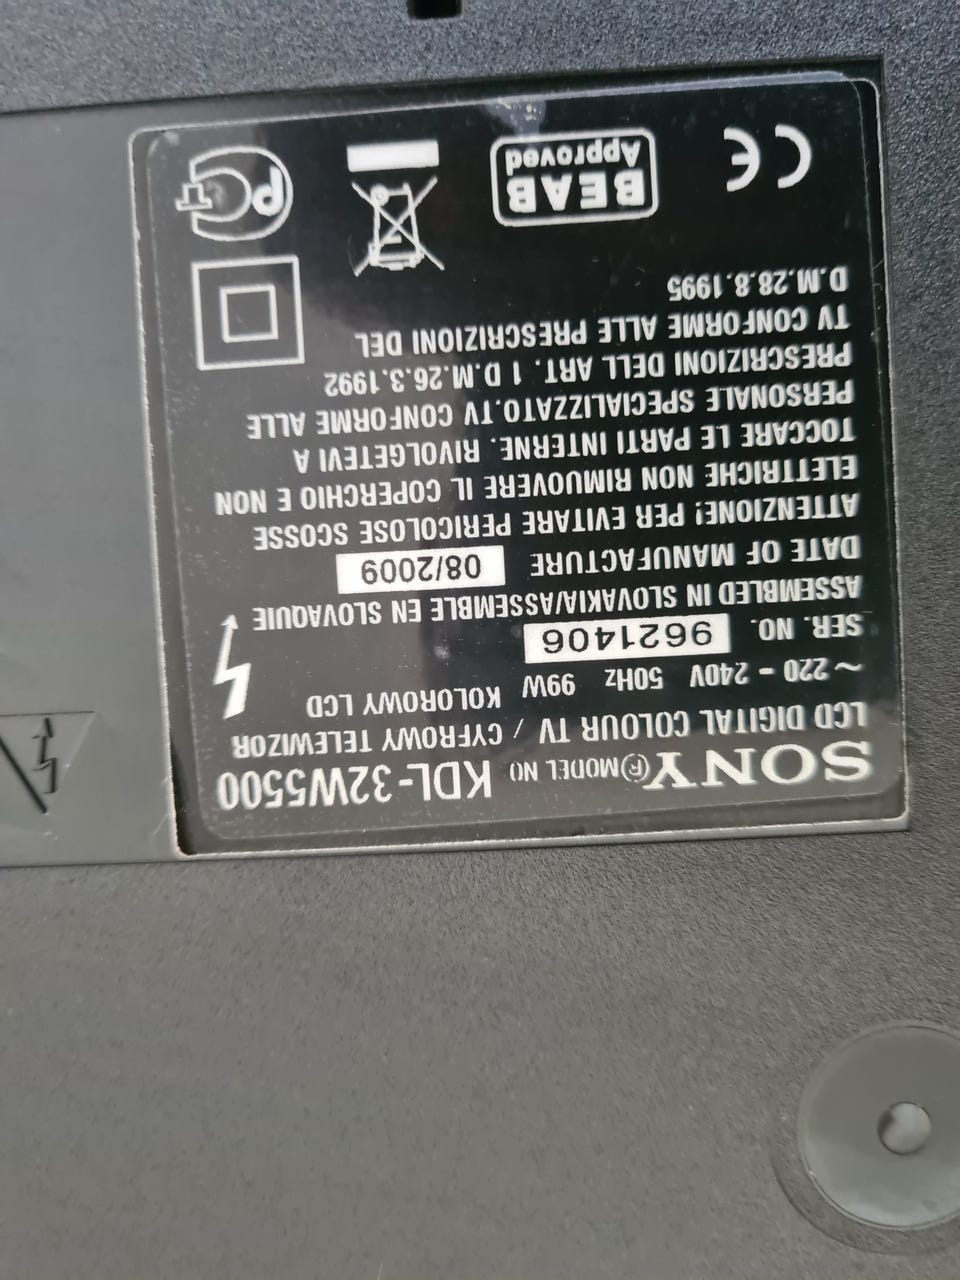 SONY® MODEL NO KDL-32W5500
LCD DIGITAL COLOUR TV / CYFROWY TELEWIZOR
~ 220 - 240V 50Hz 99W KOLOROWY LCD
SER. NO. 9621406
ASSEMBLED IN SLOVAKIA/ASSEMBLE EN SLOVAQUIE
DATE OF MANUFACTURE 08/2009
ATTENZIONE! PER EVITARE PERICOLOSE SCOSSE
ELETTRICHE NON RIMUOVERE IL COPERCHIO E NON
TOCCARE LE PARTI INTERNE. RIVOLGETEVI A
PERSONALE SPECIALIZZATO.TV CONFORME ALLE
PRESCRIZIONI DELL ART. 1 D.M.26.3.1992
TV CONFORME ALLE PRESCRIZIONI DEL
D.M.28.8.1995
CE
BEAB
Approved
PCT